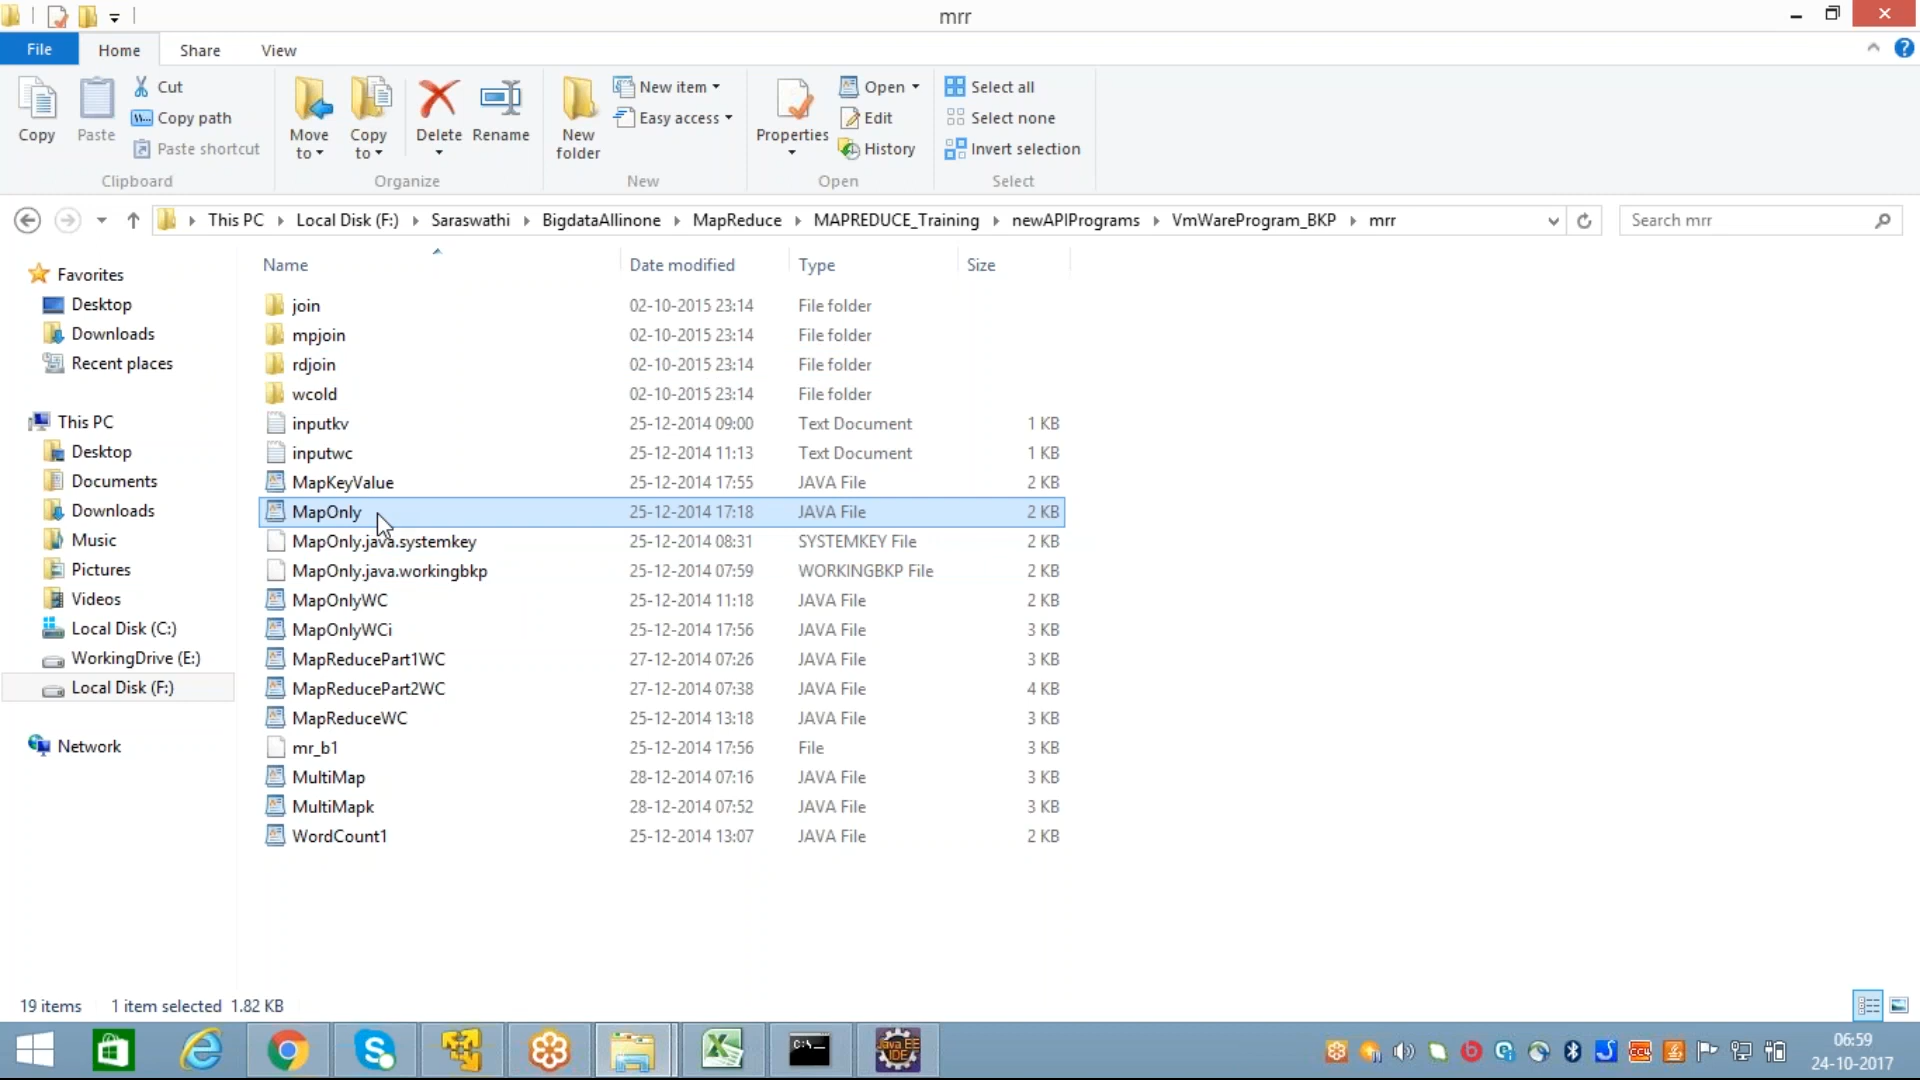 mrr
File Home Share View
Copy
Paste
Cut
Copy path
Paste shortcut
Clipboard
Move to
Copy to
Delete
Rename
Organize
New folder
New item
Easy access
New
Properties
Open
Edit
History
Open
Select all
Select none
Invert selection
Select
This PC Local Disk (F:) Saraswathi BigdataAllinone MapReduce MAPREDUCE_Training newAPIPrograms VmWareProgram_BKP mrr
Search mrr
Favorites
Desktop
Downloads
Recent places
This PC
Desktop
Documents
Downloads
Music
Pictures
Videos
Local Disk (C:)
WorkingDrive (E:)
Local Disk (F:)
Network
Name Date modified Type Size
join 02-10-2015 23:14 File folder
mpjoin 02-10-2015 23:14 File folder
rdjoin 02-10-2015 23:14 File folder
wcold 02-10-2015 23:14 File folder
inputkv 25-12-2014 09:00 Text Document 1 KB
inputwc 25-12-2014 11:13 Text Document 1 KB
MapKeyValue 25-12-2014 17:55 JAVA File 2 KB
MapOnly 25-12-2014 17:18 JAVA File 2 KB
MapOnly.java.systemkey 25-12-2014 08:31 SYSTEMKEY File 2 KB
MapOnly.java.workingbkp 25-12-2014 07:59 WORKINGBKP File 2 KB
MapOnlyWC 25-12-2014 11:18 JAVA File 2 KB
MapOnlyWCi 25-12-2014 17:56 JAVA File 3 KB
MapReducePart1WC 27-12-2014 07:26 JAVA File 3 KB
MapReducePart2WC 27-12-2014 07:38 JAVA File 4 KB
MapReduceWC 25-12-2014 13:18 JAVA File 3 KB
mr_b1 25-12-2014 17:56 File 3 KB
MultiMap 28-12-2014 07:16 JAVA File 3 KB
MultiMapk 28-12-2014 07:52 JAVA File 3 KB
WordCount1 25-12-2014 13:07 JAVA File 2 KB
19 items 1 item selected 1.82 KB
C:\
Java EE
IDE
06:59
24-10-2017